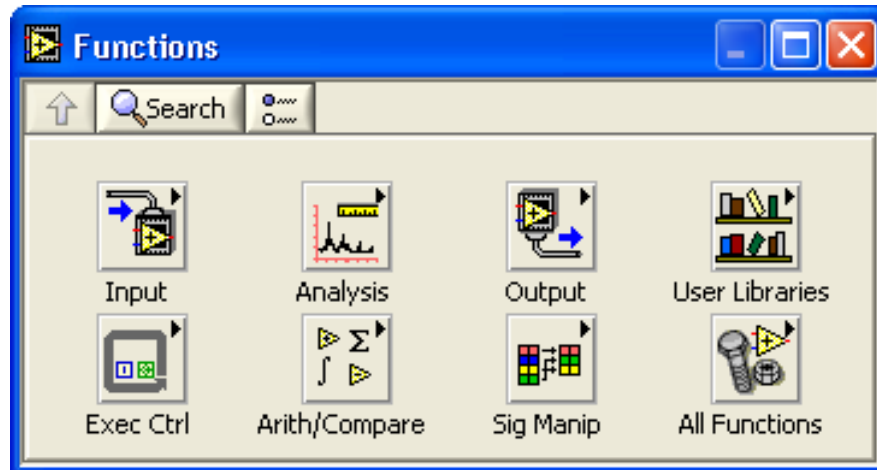 Functions
Search
Input Analysis Output User Libraries
Exec Ctrl Arith/Compare Sig Manip All Functions